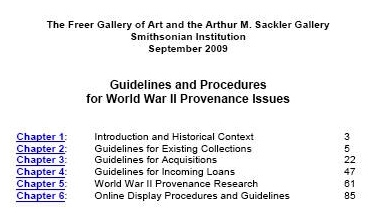 The Freer Gallery of Art and the Arthur M. Sackler Gallery
Smithsonian Institution
September 2009
Guidelines and Procedures
for World War II Provenance Issues
Chapter 1: Introduction and Historical Context 3
Chapter 2: Guidelines for Existing Collections 5
Chapter 3: Guidelines for Acquisitions 22
Chapter 4: Guidelines for Incoming Loans 47
Chapter 5: World War II Provenance Research 61
Chapter 6: Online Display Procedures and Guidelines 85